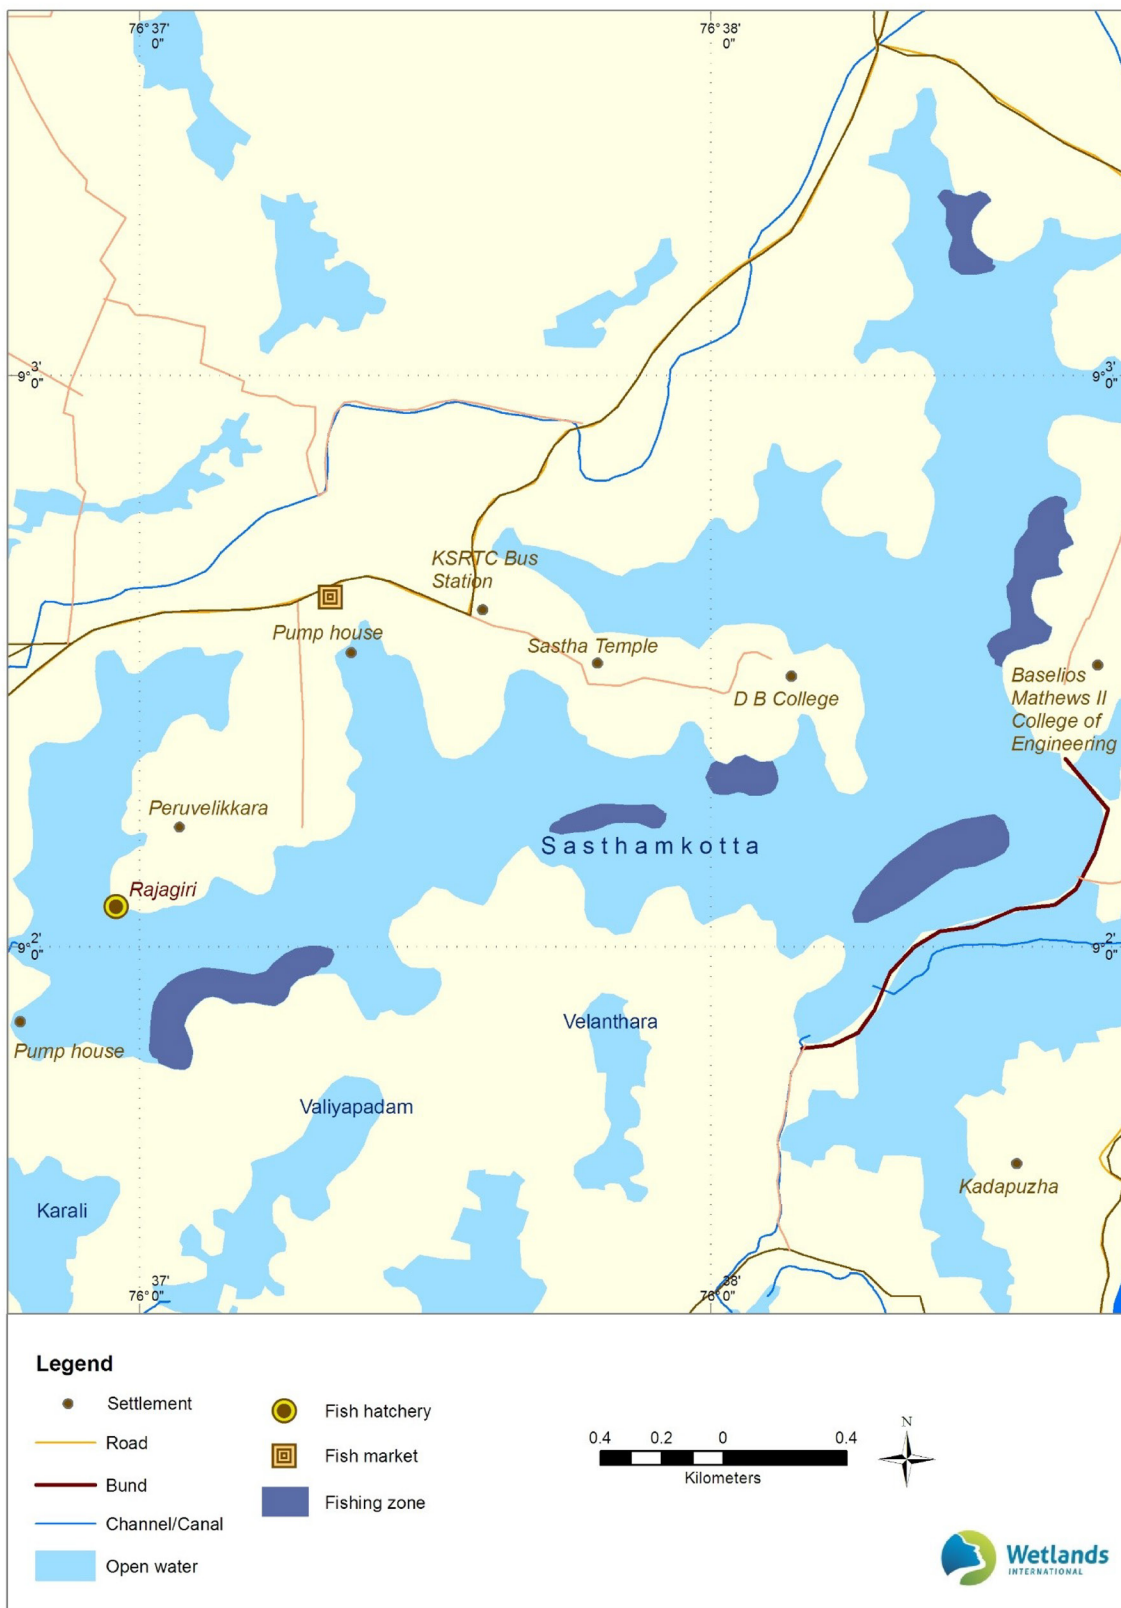 76° 37'
0"
76° 38'
0"
9° 3'
0"
9° 3'
0"
KSRTC Bus
Station
Pump house
Sastha Temple
D B College
Baselios
Mathews II
College of
Engineering
Peruvelikkara
Sasthamkotta
Rajagiri
9° 2'
0"
9° 2'
0"
Velanthara
Pump house
Valiyapadam
Kadapuzha
Karali
37'
76° 0"
38'
76° 0"
Legend
Settlement
Road
Bund
Channel/Canal
Open water
Fish hatchery
Fish market
Fishing zone
0.4 0.2 0 0.4
Kilometers
N
Wetlands
INTERNATIONAL